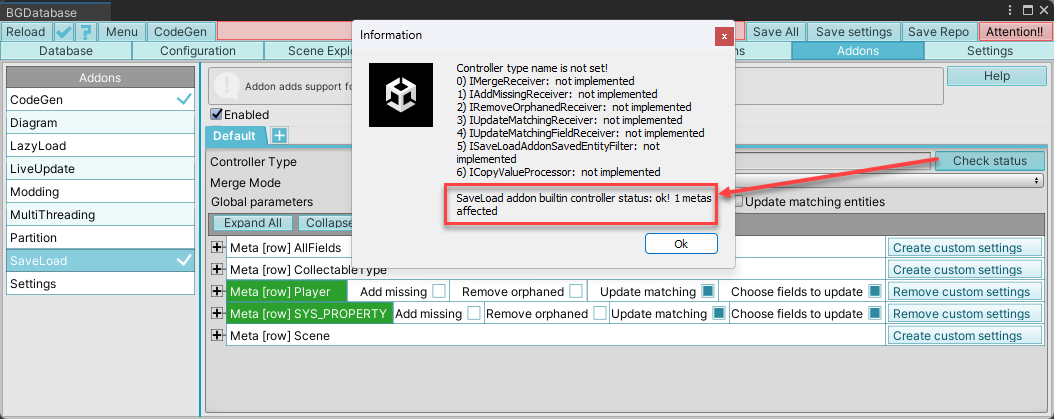 BGDatabase
Reload
?
Menu
CodeGen
Save All
Save settings
Save Repo
Attention!!
Database
Configuration
Scene Explo
ns
Addons
Settings
Addons
CodeGen
Diagram
LazyLoad
LiveUpdate
Modding
MultiThreading
Partition
SaveLoad
Settings
Addon adds support fo
Help
Enabled
Default
+
Controller Type
Check status
Merge Mode
Global parameters
Update matching entities
Expand All
Collapse
Meta [row] AllFields
Create custom settings
Meta [row] CollectableType
Create custom settings
Meta [row] Player
Add missing
Remove orphaned
Update matching
Choose fields to update
Remove custom settings
Meta [row] SYS_PROPERTY
Add missing
Remove orphaned
Update matching
Choose fields to update
Remove custom settings
Meta [row] Scene
Create custom settings
Information
x
Controller type name is not set!
0) IMergeReceiver: not implemented
1) IAddMissingReceiver: not implemented
2) IRemoveOrphanedReceiver: not implemented
3) IUpdateMatchingReceiver: not implemented
4) IUpdateMatchingFieldReceiver: not implemented
5) ISaveLoadAddonSavedEntityFilter: not
implemented
6) ICopyValueProcessor: not implemented
SaveLoad addon builtin controller status: ok! 1 metas
affected
Ok